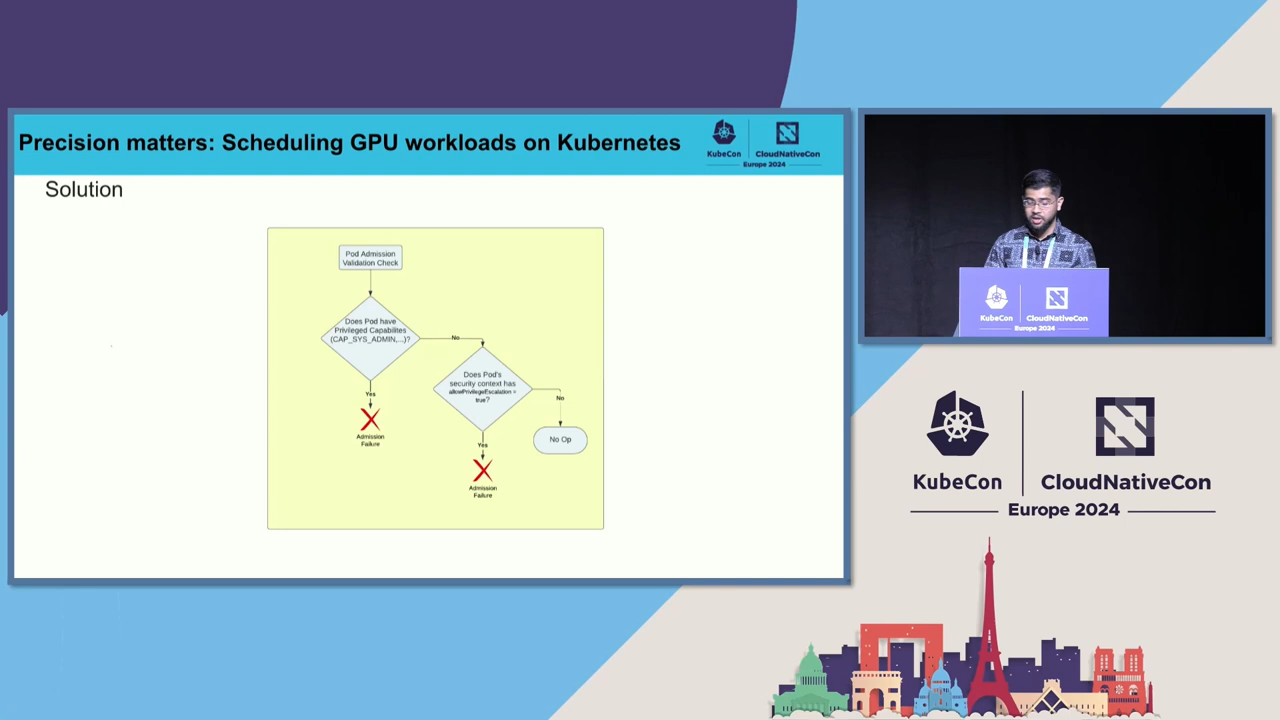 Precision matters: Scheduling GPU workloads on Kubernetes
KubeCon
CloudNativeCon
Europe 2024
Solution
Pod Admission
Validation Check
Does Pod have
Privileged Capabilites
(CAP_SYS_ADMIN,...)?
No
Yes
Admission
Failure
Does Pod's
security context has
allowPrivilegeEscalation =
true?
No
No Op
Yes
Admission
Failure
KubeCon
CloudNativeCon
Europe 2024
KubeCon
CloudNativeCon
Europe 2024